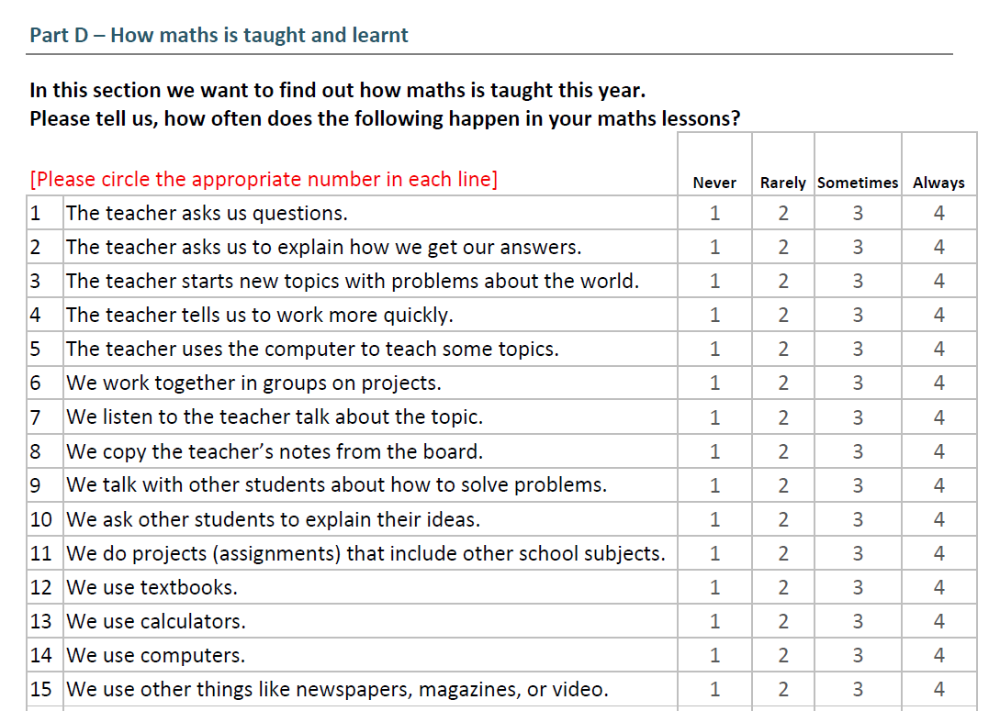 Part D – How maths is taught and learnt
In this section we want to find out how maths is taught this year.
Please tell us, how often does the following happen in your maths lessons?
[Please circle the appropriate number in each line] Never Rarely Sometimes Always
1 The teacher asks us questions. 1 2 3 4
2 The teacher asks us to explain how we get our answers. 1 2 3 4
3 The teacher starts new topics with problems about the world. 1 2 3 4
4 The teacher tells us to work more quickly. 1 2 3 4
5 The teacher uses the computer to teach some topics. 1 2 3 4
6 We work together in groups on projects. 1 2 3 4
7 We listen to the teacher talk about the topic. 1 2 3 4
8 We copy the teacher’s notes from the board. 1 2 3 4
9 We talk with other students about how to solve problems. 1 2 3 4
10 We ask other students to explain their ideas. 1 2 3 4
11 We do projects (assignments) that include other school subjects. 1 2 3 4
12 We use textbooks. 1 2 3 4
13 We use calculators. 1 2 3 4
14 We use computers. 1 2 3 4
15 We use other things like newspapers, magazines, or video. 1 2 3 4